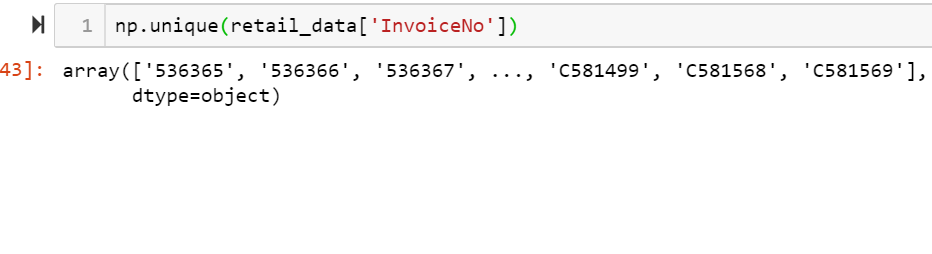 1 np.unique(retail_data['InvoiceNo'])
43]: array(['536365', '536366', '536367', ..., 'C581499', 'C581568', 'C581569'],
dtype=object)